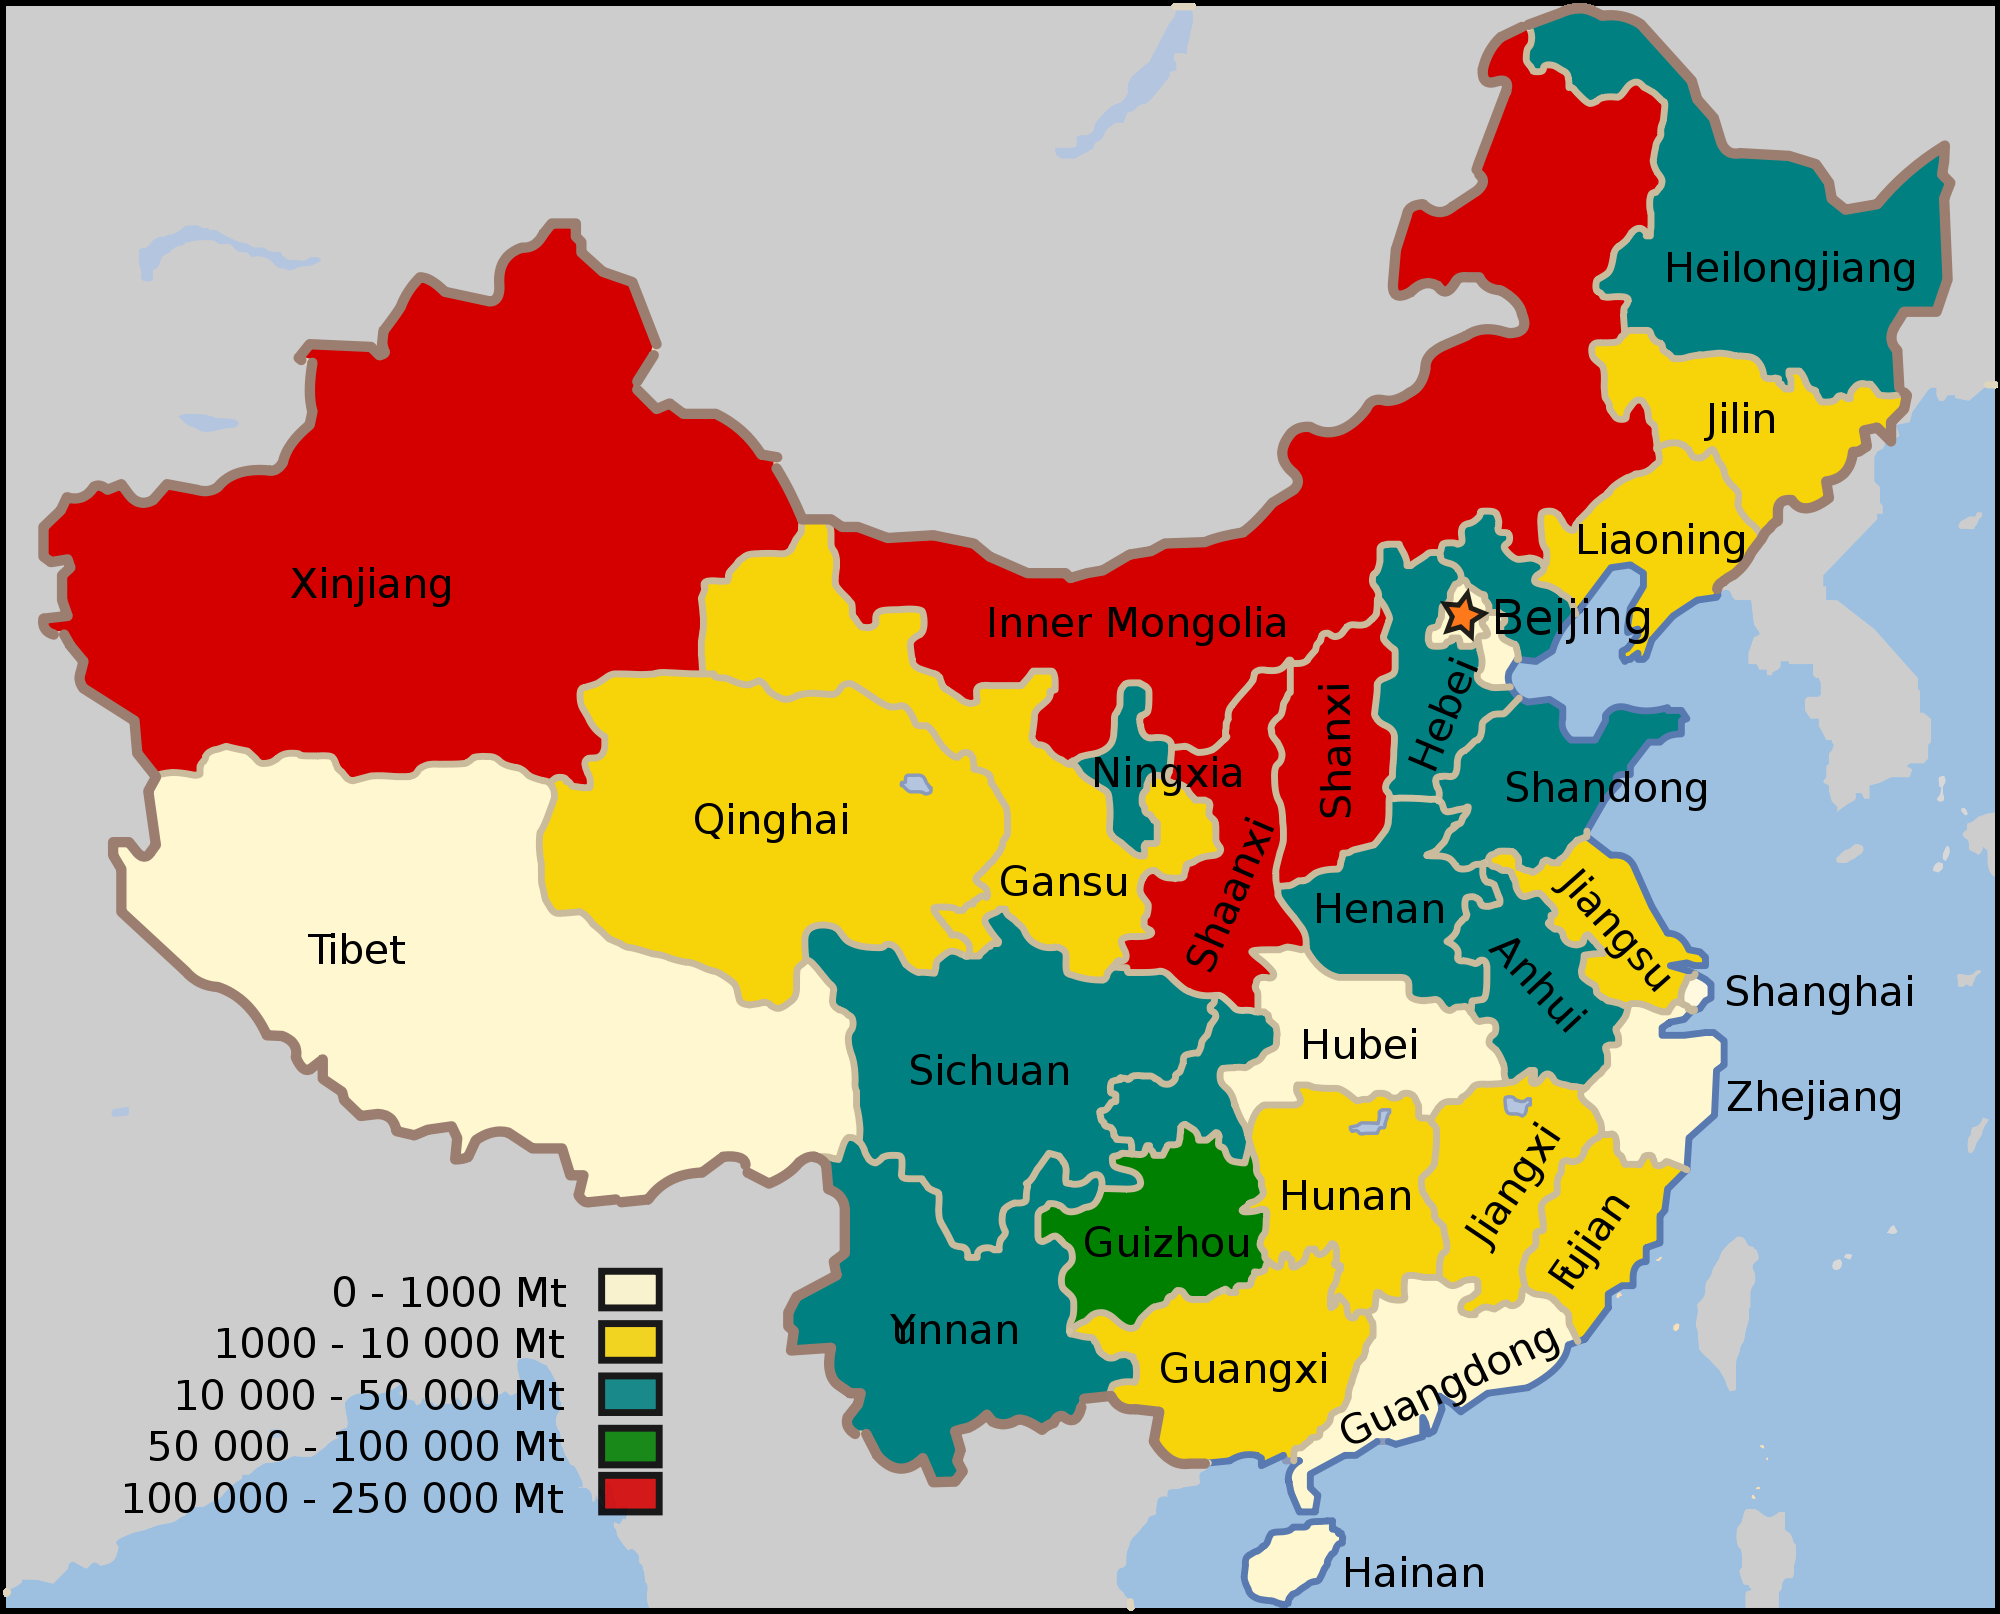 Heilongjiang
Jilin
Liaoning
Xinjiang
Inner Mongolia
Beijing
Hebei
Shanxi
Ningxia
Shandong
Qinghai
Gansu
Shaanxi
Henan
Jiangsu
Tibet
Anhui
Shanghai
Hubei
Sichuan
Zhejiang
Jiangxi
Hunan
Fujian
Guizhou
Yunnan
Guangxi
Guangdong
Hainan
0 - 1000 Mt
1000 - 10 000 Mt
10 000 - 50 000 Mt
50 000 - 100 000 Mt
100 000 - 250 000 Mt